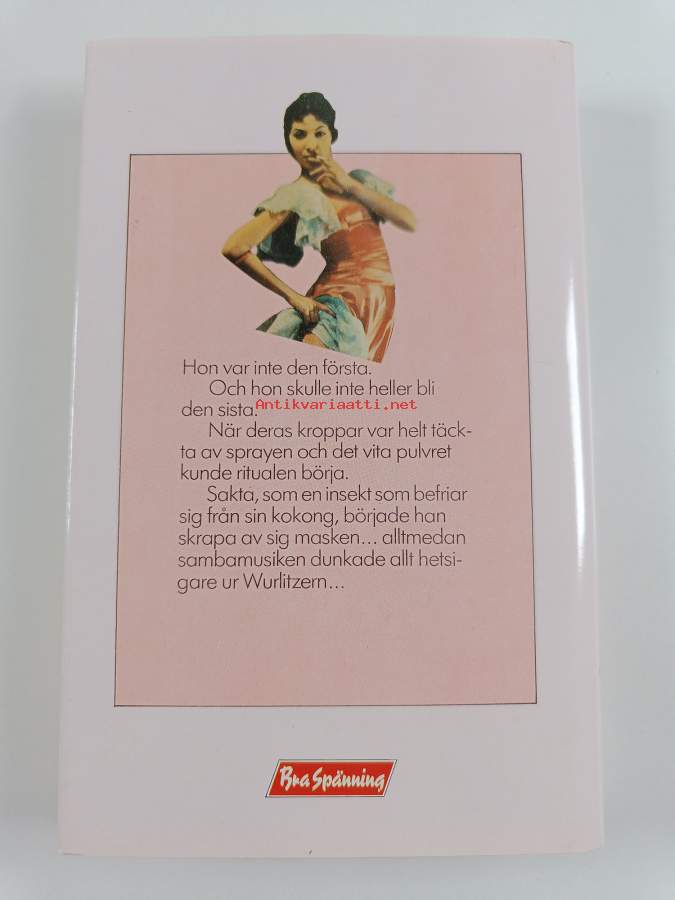 Hon var inte den första.
Och hon skulle inte heller bli
den sista.
Antikvariaatti.net
När deras kroppar var helt täck-
ta av sprayen och det vita pulvret
kunde ritualen börja.
Sakta, som en insekt som befriar
sig från sin kokong, började han
skrapa av sig masken... alltmedan
sambamusiken dunkade allt hetsi-
gare ur Wurlitzern...
Bra Spänning